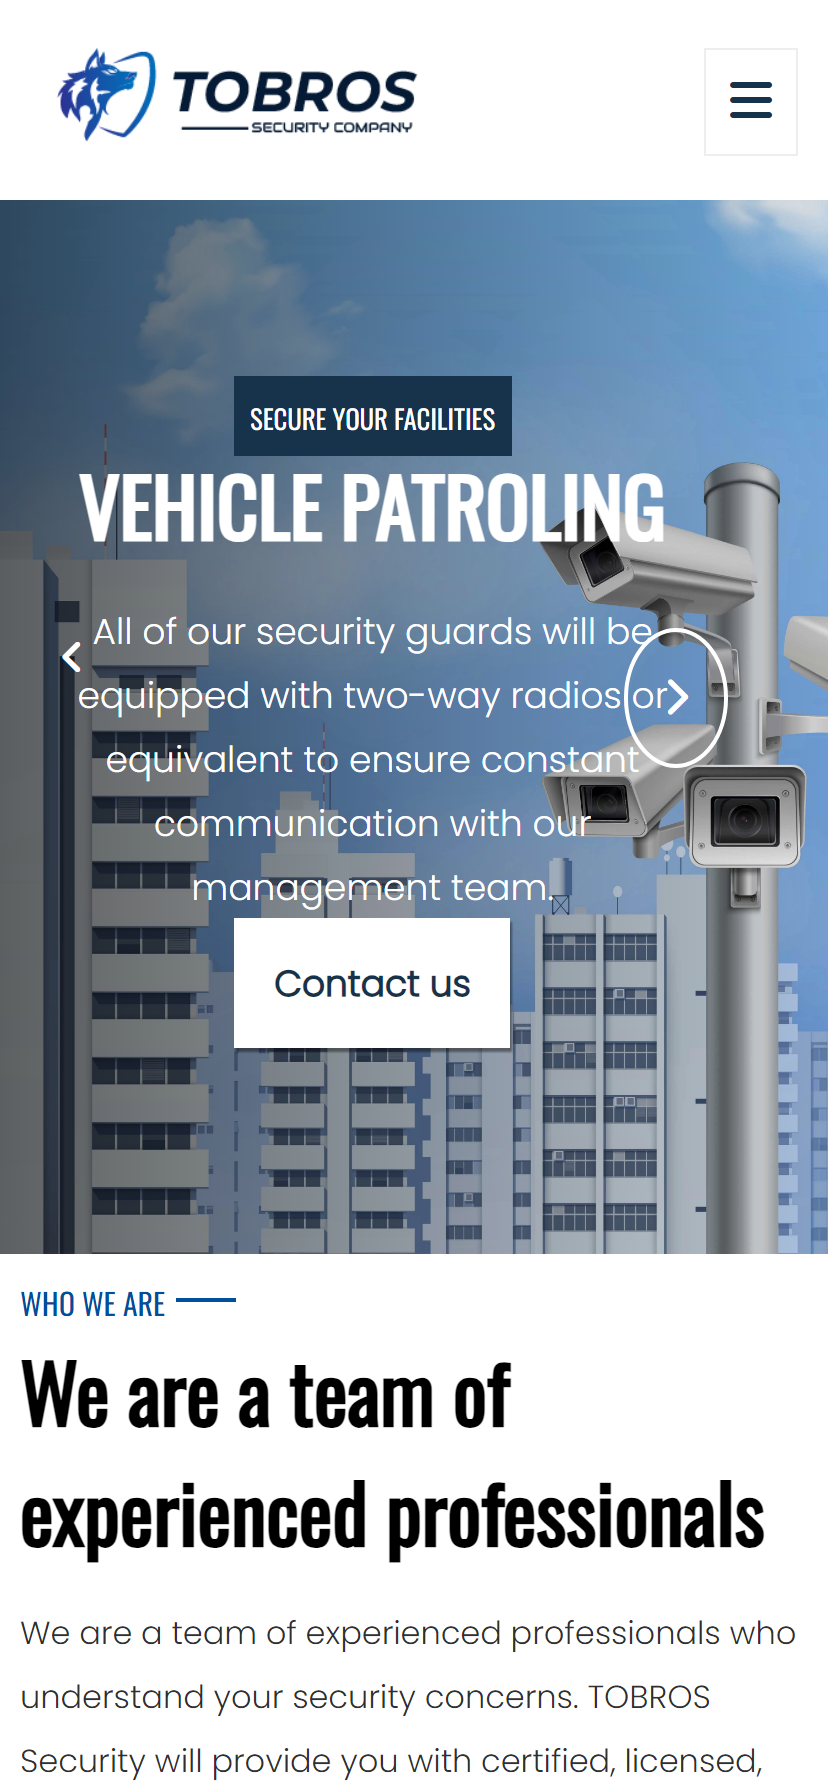 TOBROS
SECURITY COMPANY
SECURE YOUR FACILITIES
VEHICLE PATROLING
All of our security guards will be
equipped with two-way radios or
equivalent to ensure constant
communication with our
management team.
Contact us
WHO WE ARE
We are a team of
experienced professionals
We are a team of experienced professionals who
understand your security concerns. TOBROS
Security will provide you with certified, licensed,